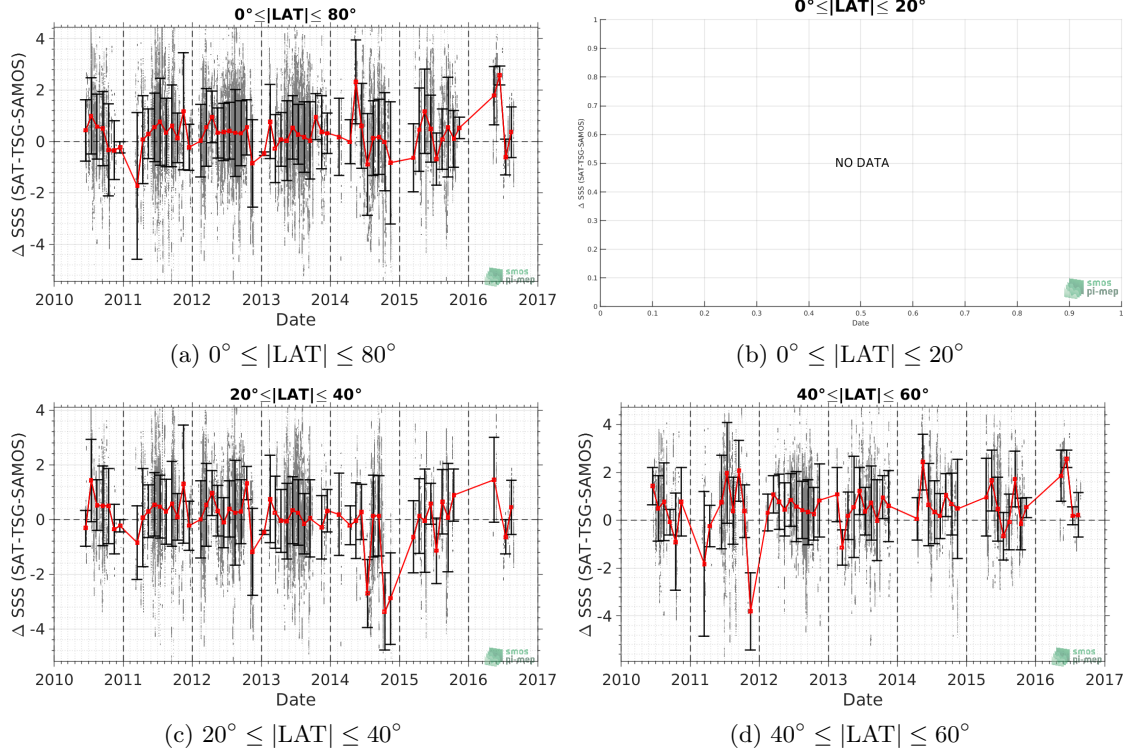 0°≤|LAT|≤ 80°
Δ SSS (SAT-TSG-SAMOS)
4
2
0
-2
-4
2010 2011 2012 2013 2014 2015 2016 2017
Date
smos
pi-mep
(a) 0° ≤ |LAT| ≤ 80°
0°≤|LAT|≤ 20°
Δ SSS (SAT-TSG-SAMOS)
1
0.9
0.8
0.7
0.6
0.5
0.4
0.3
0.2
0.1
0
NO DATA
0 0.1 0.2 0.3 0.4 0.5 0.6 0.7 0.8 0.9 1
Date
smos
pi-mep
(b) 0° ≤ |LAT| ≤ 20°
20°≤|LAT|≤ 40°
Δ SSS (SAT-TSG-SAMOS)
4
2
0
-2
-4
2010 2011 2012 2013 2014 2015 2016 2017
Date
smos
pi-mep
(c) 20° ≤ |LAT| ≤ 40°
40°≤|LAT|≤ 60°
Δ SSS (SAT-TSG-SAMOS)
4
2
0
-2
-4
2010 2011 2012 2013 2014 2015 2016 2017
Date
smos
pi-mep
(d) 40° ≤ |LAT| ≤ 60°